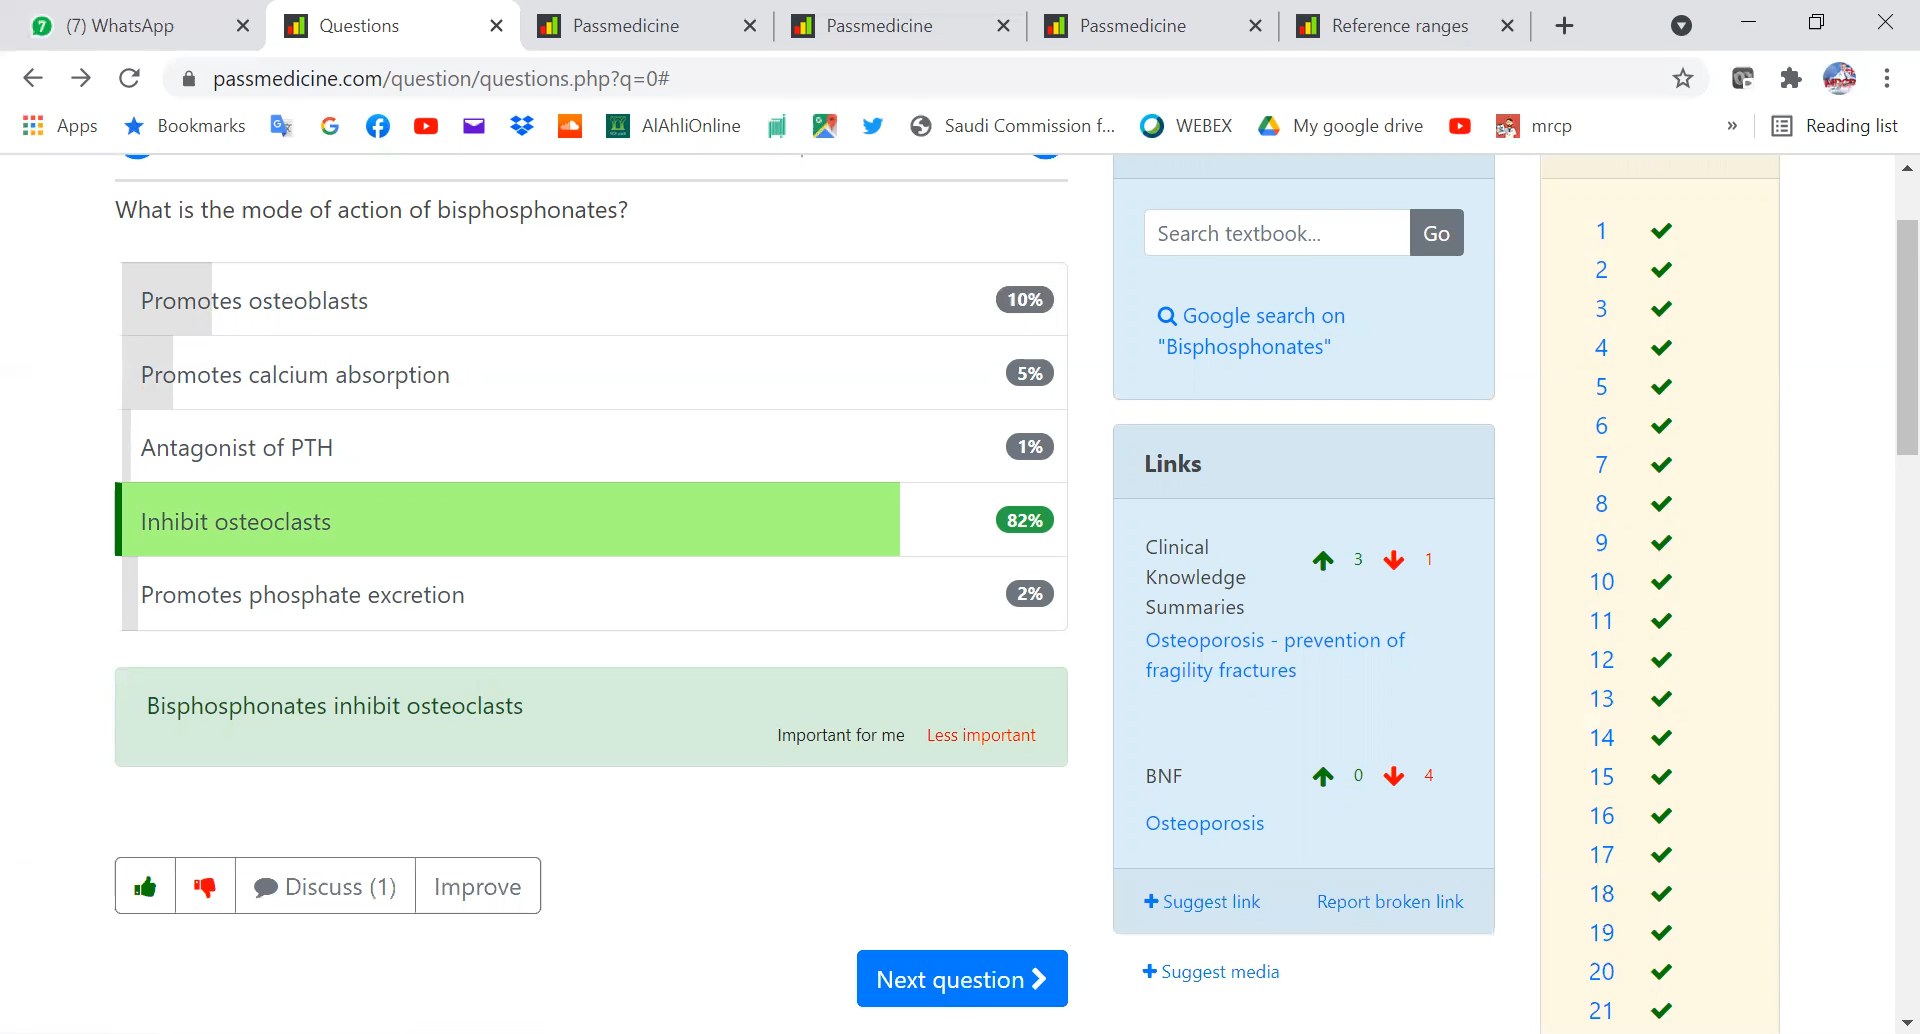 (7) WhatsApp
Questions
Passmedicine
Passmedicine
Passmedicine
Reference ranges
passmedicine.com/question/questions.php?q=0#
Apps
Bookmarks
AlAhliOnline
Saudi Commission f...
WEBEX
My google drive
mrcp
»
Reading list
What is the mode of action of bisphosphonates?
Promotes osteoblasts 10%
Promotes calcium absorption 5%
Antagonist of PTH 1%
Inhibit osteoclasts 82%
Promotes phosphate excretion 2%
Bisphosphonates inhibit osteoclasts
Important for me Less important
Discuss (1) Improve
Next question
Search textbook... Go
Google search on
"Bisphosphonates"
Links
Clinical
Knowledge
Summaries
3 1
Osteoporosis - prevention of
fragility fractures
BNF 0 4
Osteoporosis
Suggest link Report broken link
Suggest media
1
2
3
4
5
6
7
8
9
10
11
12
13
14
15
16
17
18
19
20
21